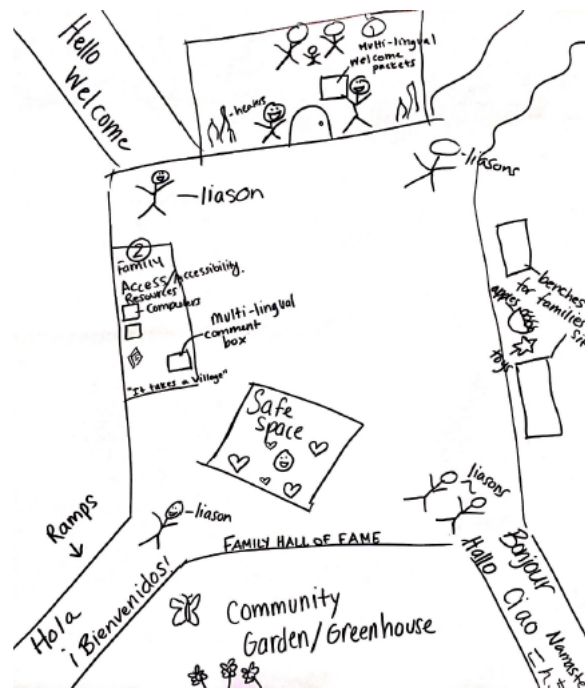 Hello
Welcome
Multi-lingual
welcome
packets
liason
liasons
2
Family
Access/Accessibility.
Resources
Computers
Multi-lingual
comment
box
"It takes a Village"
benches
for
families
sit
apples
toys
Safe
space
liason
liasons
Ramps
Hola
¡Bienvenidos!
FAMILY HALL OF FAME
Bonjour
Hallo
Ciao
Namaste
Community
Garden/Greenhouse